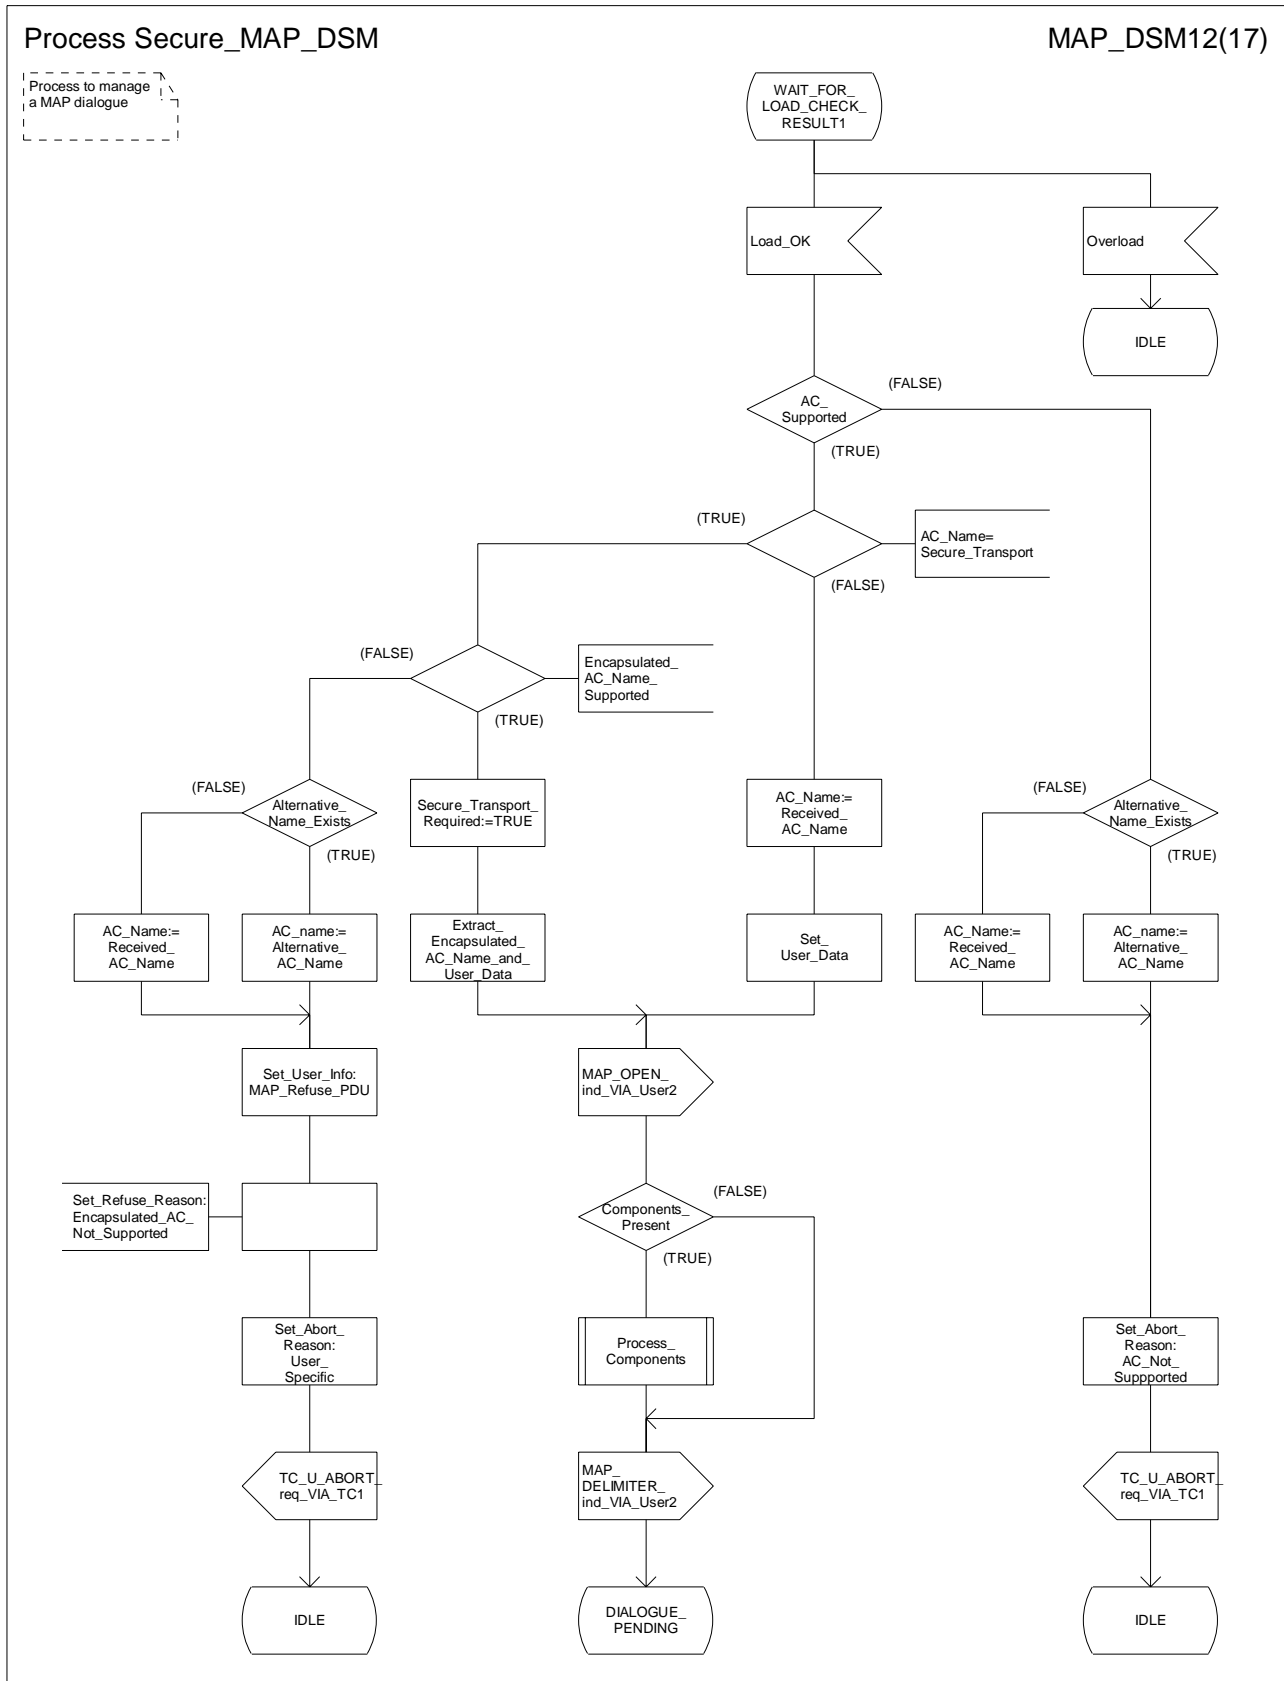 Process Secure_MAP_DSM
MAP_DSM12(17)
Process to manage
a MAP dialogue
WAIT_FOR_
LOAD_CHECK_
RESULT1
Load_OK
Overload
IDLE
AC_
Supported
(FALSE)
(TRUE)
(TRUE)
AC_Name=
Secure_Transport
(FALSE)
(FALSE)
Encapsulated_
AC_Name_
Supported
(TRUE)
(FALSE)
Alternative_
Name_Exists
(TRUE)
Secure_Transport_
Required:=TRUE
AC_Name:=
Received_
AC_Name
(FALSE)
Alternative_
Name_Exists
(TRUE)
AC_Name:=
Received_
AC_Name
AC_name:=
Alternative_
AC_Name
Extract_
Encapsulated_
AC_Name_and_
User_Data
Set_
User_Data
AC_Name:=
Received_
AC_Name
AC_name:=
Alternative_
AC_Name
Set_User_Info:
MAP_Refuse_PDU
MAP_OPEN_
ind_VIA_User2
Set_Refuse_Reason:
Encapsulated_AC_
Not_Supported
Components_
Present
(FALSE)
(TRUE)
Set_Abort_
Reason:
User_
Specific
Process_
Components
Set_Abort_
Reason:
AC_Not_
Suppported
TC_U_ABORT_
req_VIA_TC1
MAP_
DELIMITER_
ind_VIA_User2
TC_U_ABORT_
req_VIA_TC1
IDLE
DIALOGUE_
PENDING
IDLE